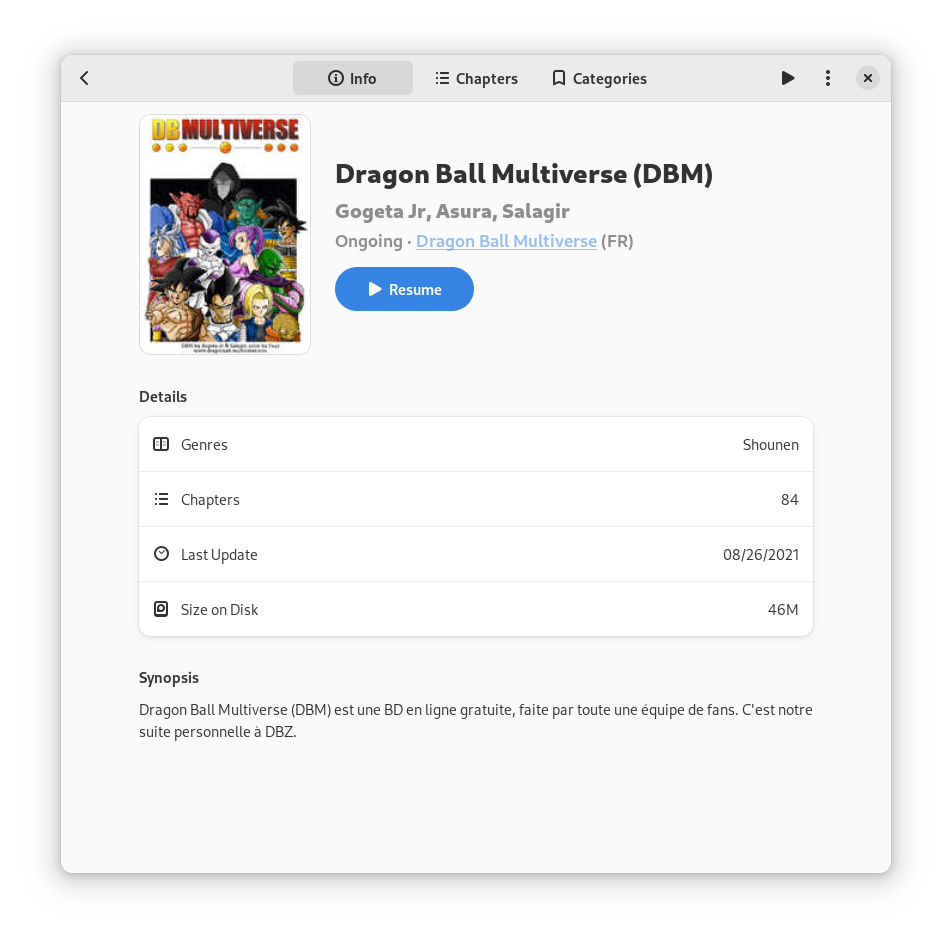 Info
Chapters
Categories
DB MULTIVERSE
Dragon Ball Multiverse (DBM)
Gogeta Jr, Asura, Salagir
Ongoing · Dragon Ball Multiverse (FR)
Resume
Details
Genres Shounen
Chapters 84
Last Update 08/26/2021
Size on Disk 46M
Synopsis
Dragon Ball Multiverse (DBM) est une BD en ligne gratuite, faite par toute une équipe de fans. C'est notre
suite personnelle à DBZ.